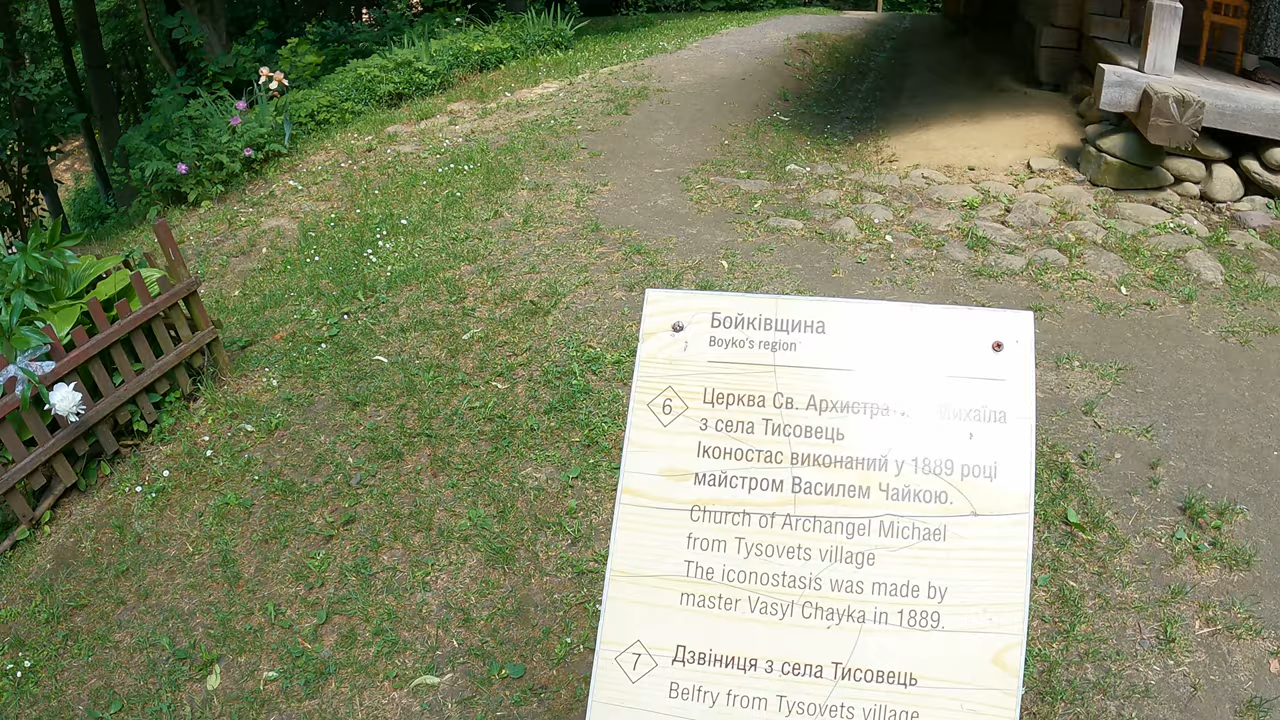 Бойківщина
Boyko's region
6
Церква Св. Архистра
Михаїла
з села Тисовець
Іконостас виконаний у 1889 році
майстром Василем Чайкою.
Church of Archangel Michael
from Tysovets village
The iconostasis was made by
master Vasyl Chayka in 1889.
7
Дзвіниця з села Тисовець
Belfry from Tysovets village